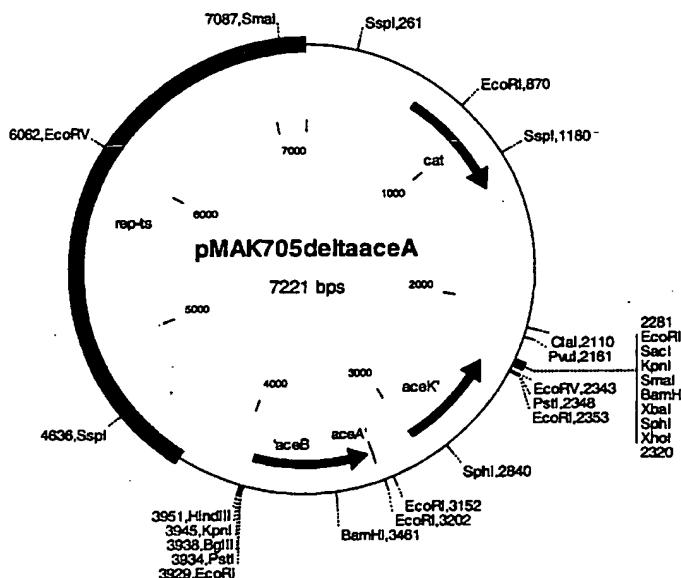 7087,SmaI
SspI,261
EcoRI,870
6062,EcoRV
SspI,1180
7000
cat
1000
rep-ts
6000
pMAK705deltaaceA
7221 bps
2000
5000
2281
EcoRI
SacI
KpnI
SmaI
BamHI
XbaI
SphI
XhoI
2320
ClaI,2110
PvuI,2161
EcoRV,2343
PstI,2348
EcoRI,2353
4000
3000
aceK'
4636,SspI
'aceB
aceA'
SphI,2840
EcoRI,3152
EcoRI,3202
BamHI,3461
3951,HindIII
3945,KpnI
3938,BglII
3934,PstI
3929,EcoRI